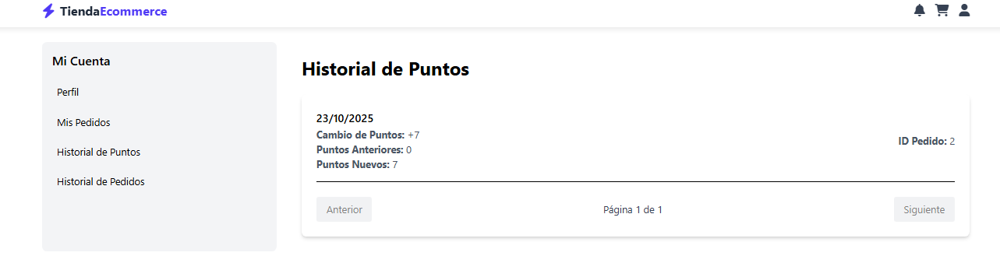 TiendaEcommerce
Mi Cuenta
Perfil
Mis Pedidos
Historial de Puntos
Historial de Pedidos
Historial de Puntos
23/10/2025
Cambio de Puntos: +7
Puntos Anteriores: 0
Puntos Nuevos: 7
ID Pedido: 2
Anterior
Página 1 de 1
Siguiente